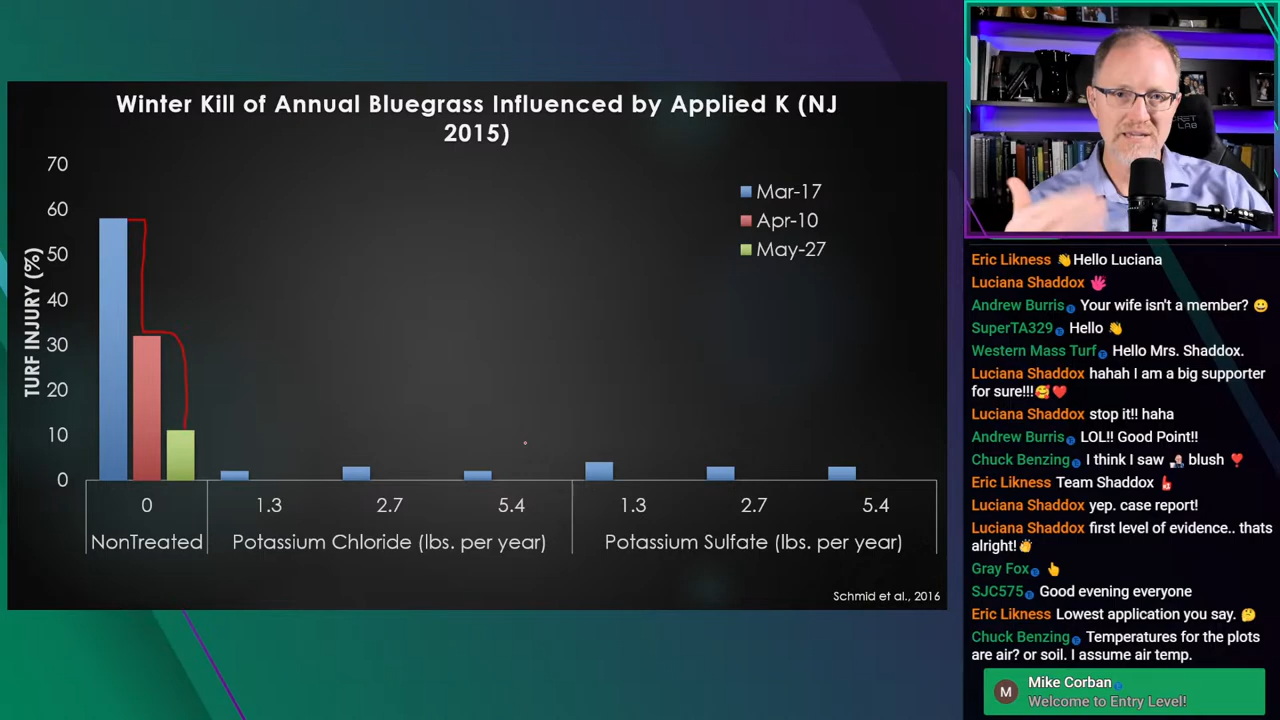 Winter Kill of Annual Bluegrass Influenced by Applied K (NJ
2015)
TURF INJURY (%)
70
60
50
40
30
20
10
0
Mar-17
Apr-10
May-27
0
1.3
2.7
5.4
1.3
2.7
5.4
NonTreated
Potassium Chloride (lbs. per year)
Potassium Sulfate (lbs. per year)
Schmid et al., 2016
Eric Likness 👋Hello Luciana
Luciana Shaddox 👋
Andrew Burris Your wife isn't a member? 😀
SuperTA329 Hello 👋
Western Mass Turf Hello Mrs. Shaddox.
Luciana Shaddox hahah I am a big supporter
for sure!!!🥰❤️
Luciana Shaddox stop it!! haha
Andrew Burris LOL!! Good Point!!
Chuck Benzing I think I saw blush ❣️
Eric Likness Team Shaddox
Luciana Shaddox yep. case report!
Luciana Shaddox first level of evidence.. thats
alright!👏
Gray Fox 👆
SJC575 Good evening everyone
Eric Likness Lowest application you say. 🤔
Chuck Benzing Temperatures for the plots
are air? or soil. I assume air temp.
M
Mike Corban
Welcome to Entry Level!